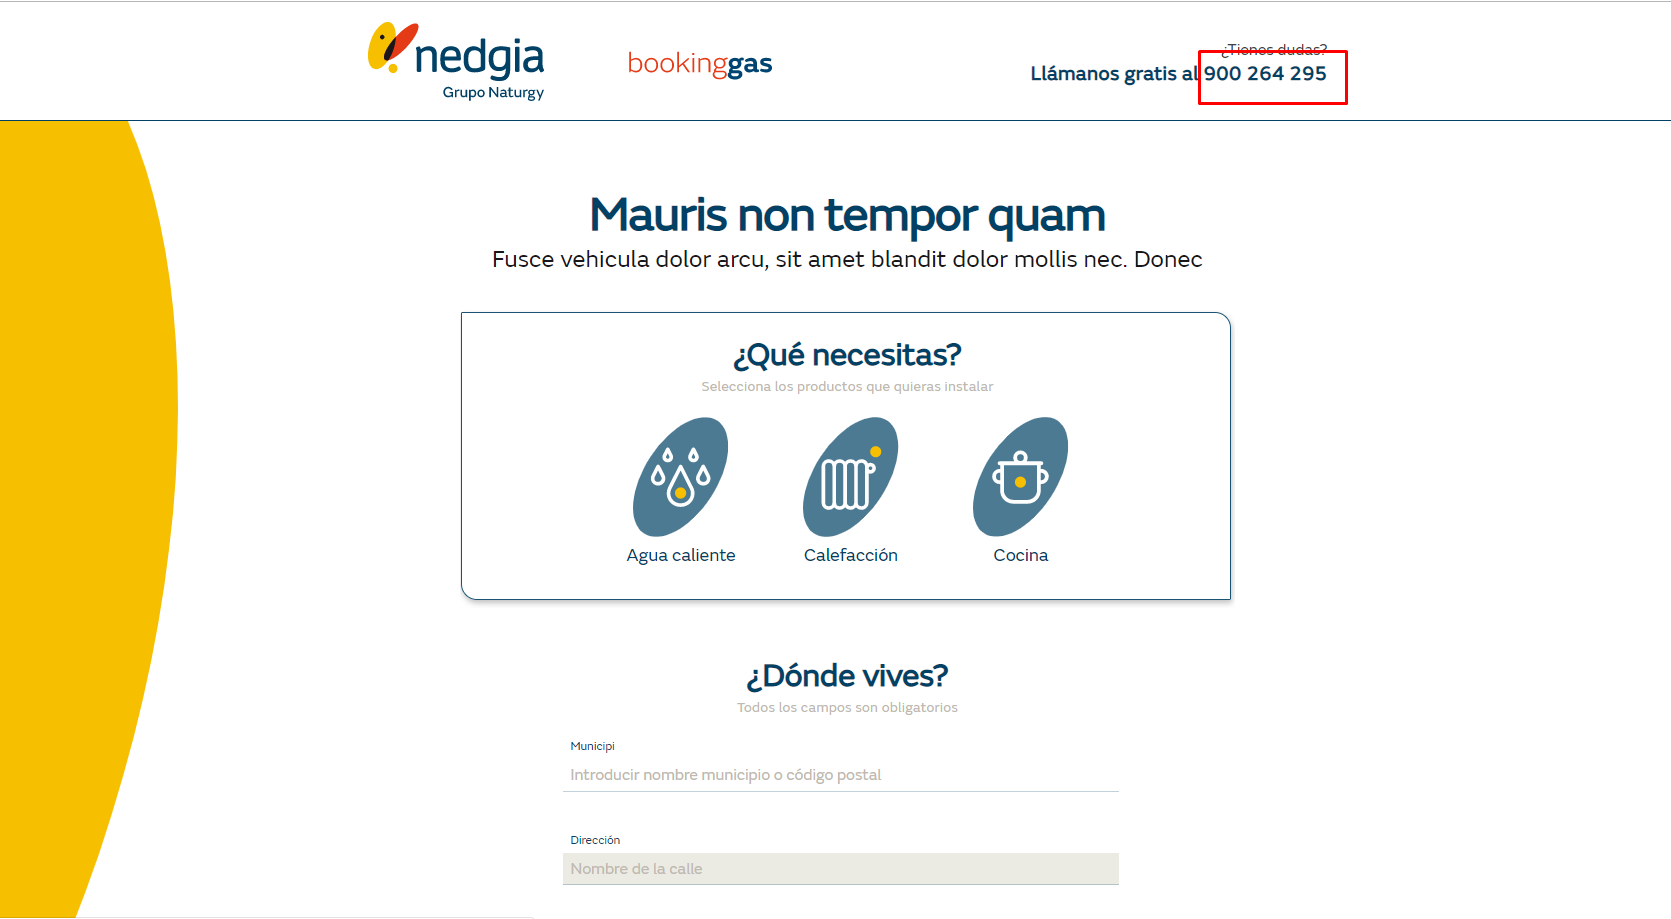 nedgia
Grupo Naturgy
bookinggas
¿Tienes dudas?
Llámanos gratis al 900 264 295
Mauris non tempor quam
Fusce vehicula dolor arcu, sit amet blandit dolor mollis nec. Donec
¿Qué necesitas?
Selecciona los productos que quieras instalar
Agua caliente Calefacción Cocina
¿Dónde vives?
Todos los campos son obligatorios
Municipi
Introducir nombre municipio o código postal
Dirección
Nombre de la calle